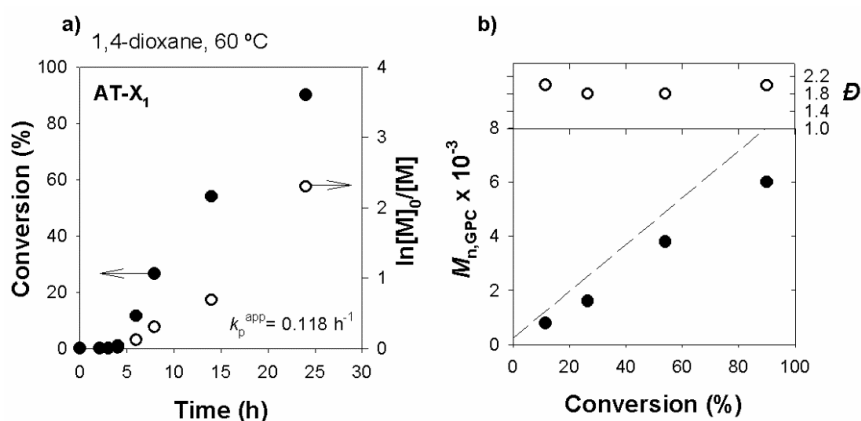 a)
1,4-dioxane, 60 ºC
AT-X₁
100
80
60
40
20
0
Conversion (%)
4
3
2
1
0
ln[M]₀/[M]
kₚᵃᵖᵖ= 0.118 h⁻¹
0 5 10 15 20 25 30
Time (h)
b)
2.2
1.8
1.4
1.0
Đ
8
6
4
2
0
Mn,GPC x 10⁻³
0 20 40 60 80 100
Conversion (%)